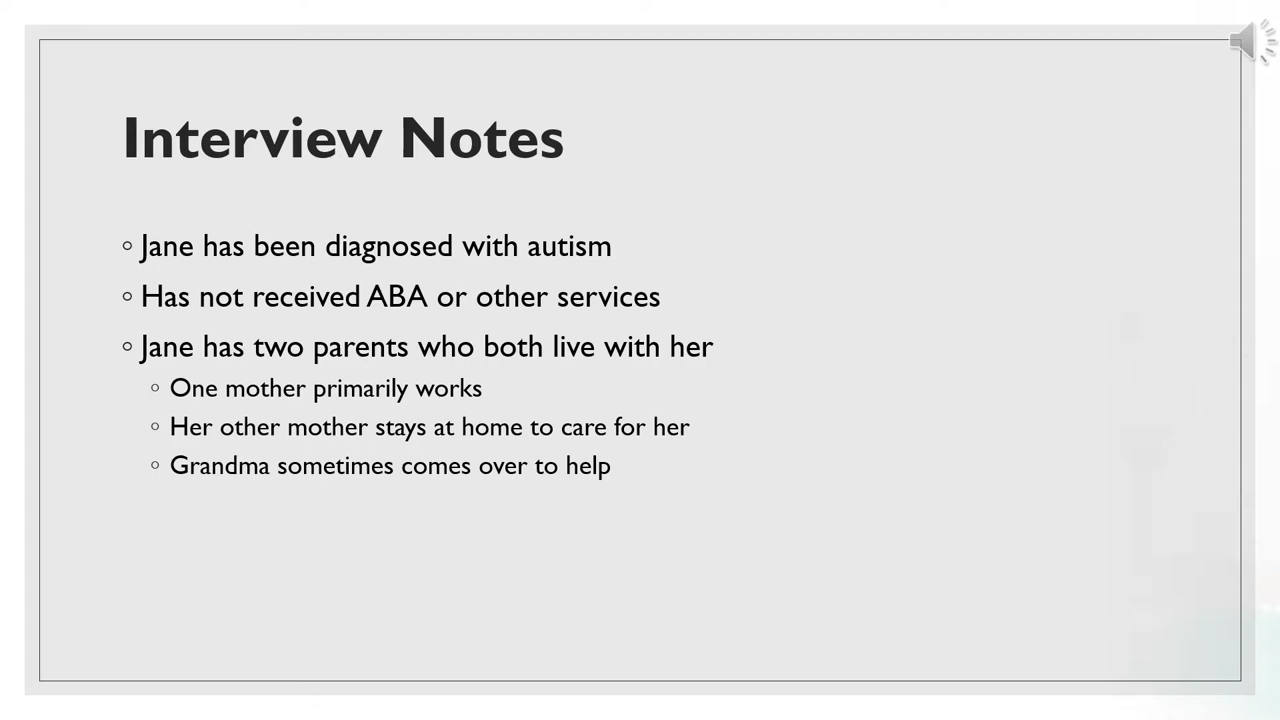 Interview Notes
◦ Jane has been diagnosed with autism
◦ Has not received ABA or other services
◦ Jane has two parents who both live with her
◦ One mother primarily works
◦ Her other mother stays at home to care for her
◦ Grandma sometimes comes over to help